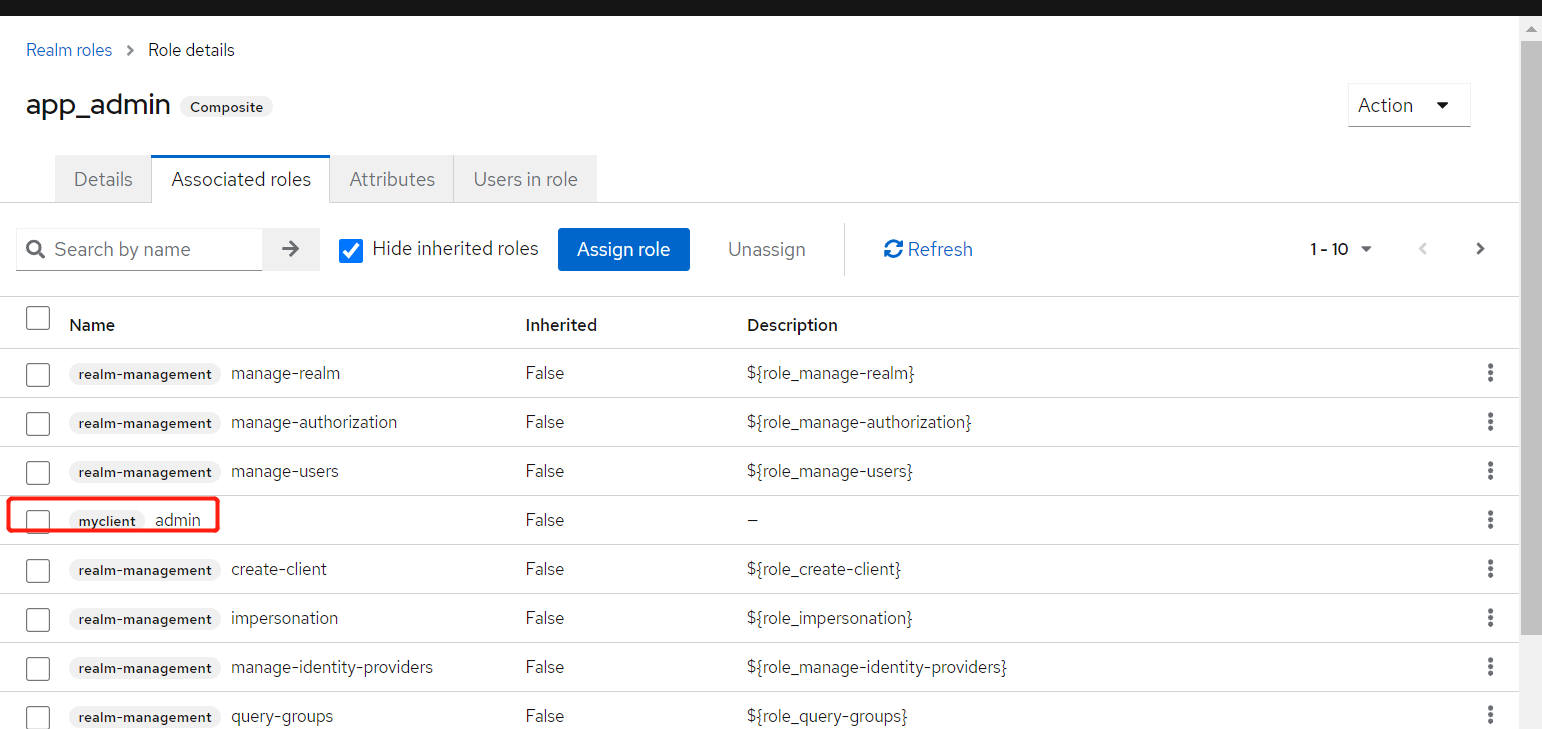 Realm roles > Role details
app_admin Composite
Action
Details Associated roles Attributes Users in role
Search by name Hide inherited roles Assign role Unassign Refresh 1 - 10
Name Inherited Description
realm-management manage-realm False ${role_manage-realm}
realm-management manage-authorization False ${role_manage-authorization}
realm-management manage-users False ${role_manage-users}
myclient admin False –
realm-management create-client False ${role_create-client}
realm-management impersonation False ${role_impersonation}
realm-management manage-identity-providers False ${role_manage-identity-providers}
realm-management query-groups False ${role_query-groups}